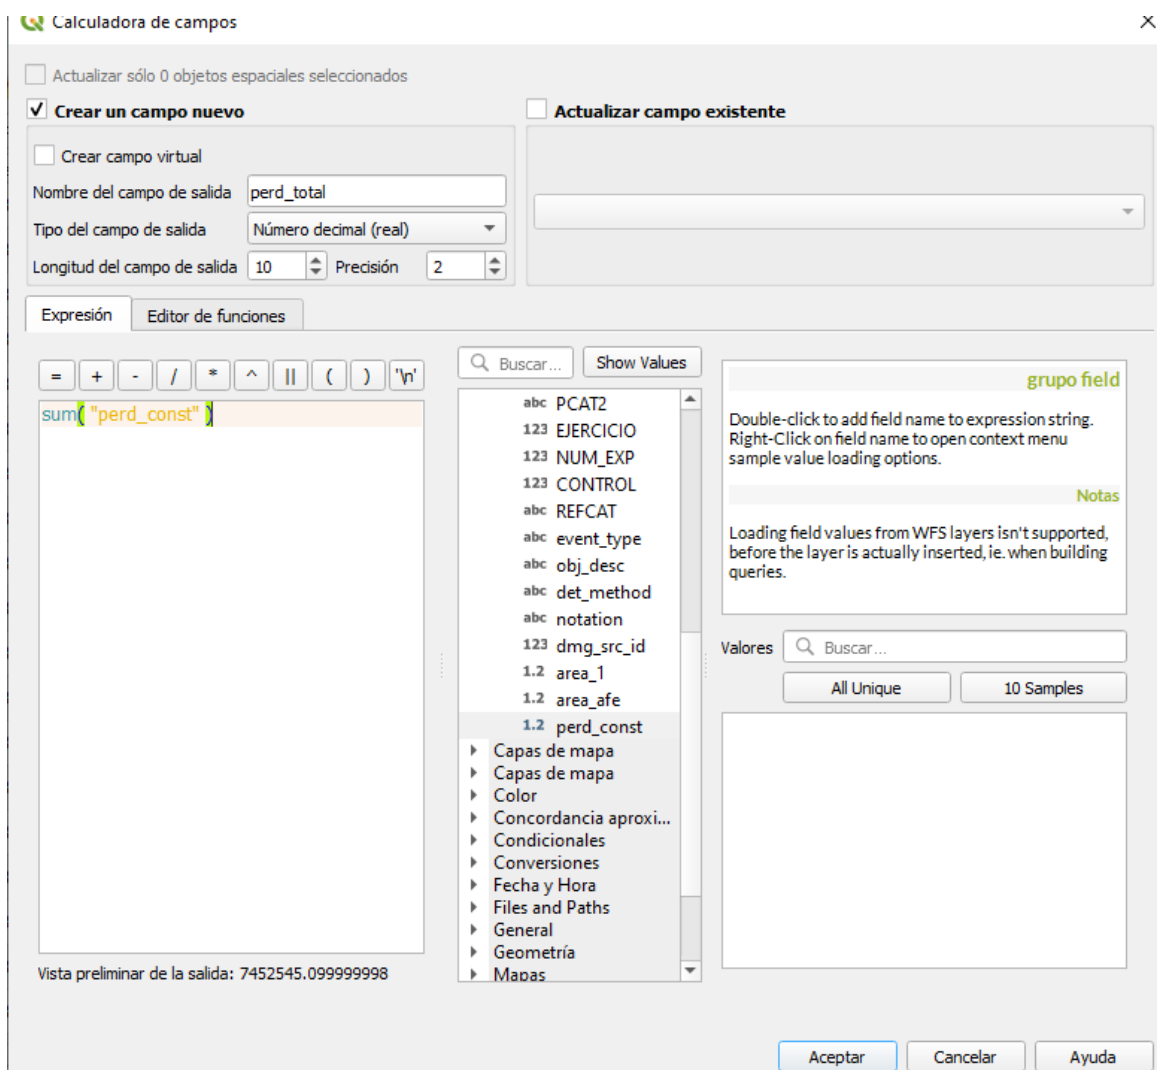 Calculadora de campos
Actualizar sólo 0 objetos espaciales seleccionados
Crear un campo nuevo
Actualizar campo existente
Crear campo virtual
Nombre del campo de salida perd_total
Tipo del campo de salida Número decimal (real)
Longitud del campo de salida 10 Precisión 2
Expresión Editor de funciones
= + - / * ^ || ( ) '\n'
sum( "perd_const" )
Vista preliminar de la salida: 7452545.099999998
Buscar... Show Values
abc PCAT2
123 EJERCICIO
123 NUM_EXP
123 CONTROL
abc REFCAT
abc event_type
abc obj_desc
abc det_method
abc notation
123 dmg_src_id
1.2 area_1
1.2 area_afe
1.2 perd_const
Capas de mapa
Capas de mapa
Color
Concordancia aproxi...
Condicionales
Conversiones
Fecha y Hora
Files and Paths
General
Geometría
Mapas
grupo field
Double-click to add field name to expression string.
Right-Click on field name to open context menu
sample value loading options.
Notas
Loading field values from WFS layers isn't supported,
before the layer is actually inserted, ie. when building
queries.
Valores Buscar...
All Unique 10 Samples
Aceptar Cancelar Ayuda